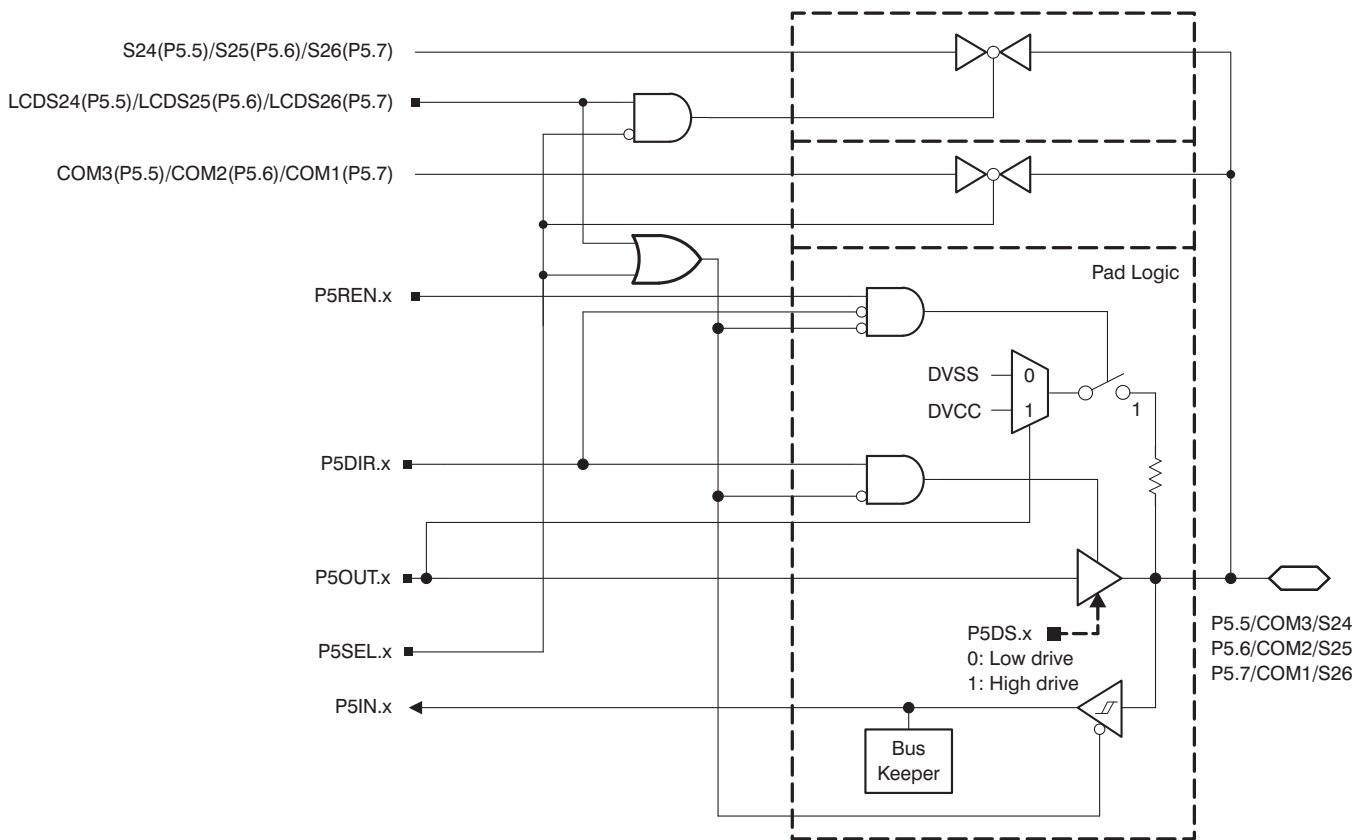 S24(P5.5)/S25(P5.6)/S26(P5.7)
LCDS24(P5.5)/LCDS25(P5.6)/LCDS26(P5.7)
COM3(P5.5)/COM2(P5.6)/COM1(P5.7)
Pad Logic
P5REN.x
DVSS
0
DVCC
1
1
P5DIR.x
P5OUT.x
P5DS.x
0: Low drive
1: High drive
P5.5/COM3/S24
P5.6/COM2/S25
P5.7/COM1/S26
P5SEL.x
P5IN.x
Bus
Keeper